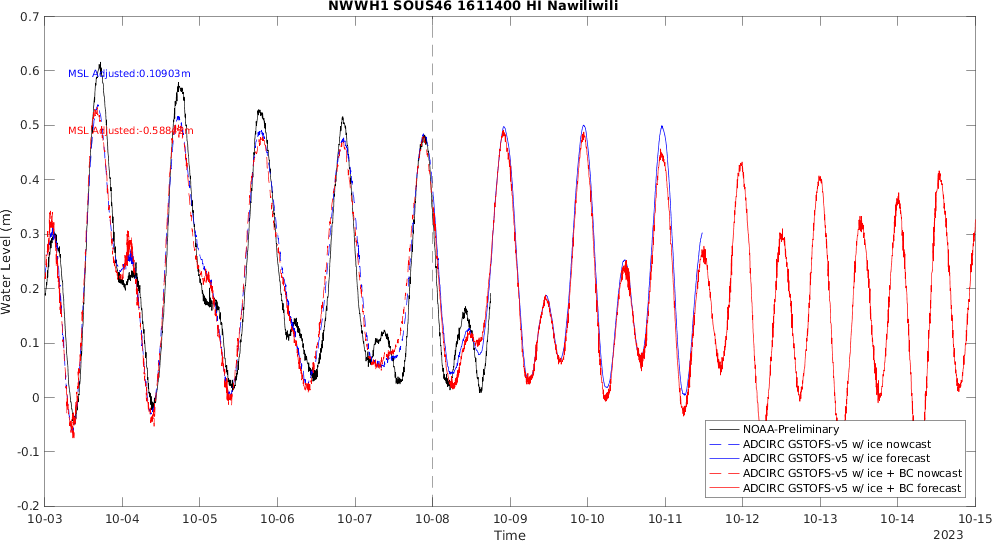 NWWH1 SOUS46 1611400 HI Nawiliwili
0.7
0.6
0.5
0.4
0.3
0.2
0.1
0
-0.1
-0.2
Water Level (m)
MSL Adjusted:0.10903m
MSL Adjusted:
NOAA-Preliminary
ADCIRC GSTOFS-v5 w/ ice nowcast
ADCIRC GSTOFS-v5 w/ ice forecast
ADCIRC GSTOFS-v5 w/ ice + BC nowcast
ADCIRC GSTOFS-v5 w/ ice + BC forecast
10-03 10-04 10-05 10-06 10-07 10-08 10-09 10-10 10-11 10-12 10-13 10-14 10-15
Time
2023